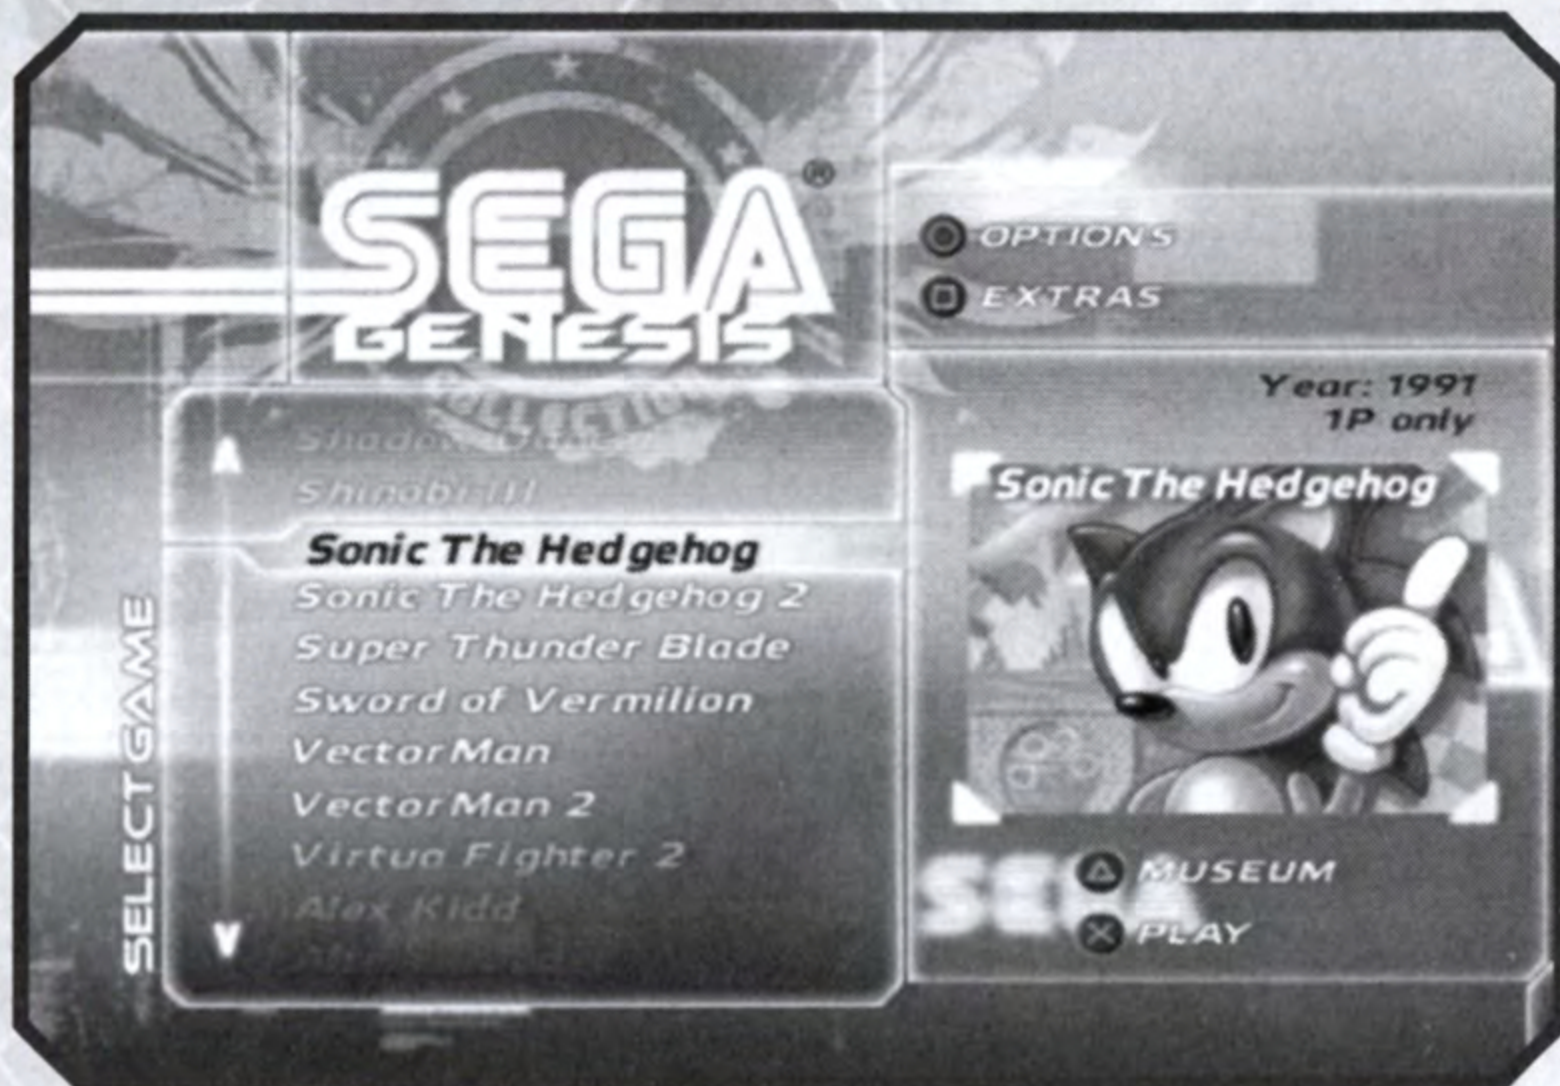 SEGA®
GENESIS
COLLECTION
OPTIONS
EXTRAS
SELECT GAME
Shinobi III
Sonic The Hedgehog
Sonic The Hedgehog 2
Super Thunder Blade
Sword of Vermilion
VectorMan
VectorMan 2
Virtua Fighter 2
Alex Kidd
Year: 1991
1P only
Sonic The Hedgehog
SEGA
MUSEUM
PLAY